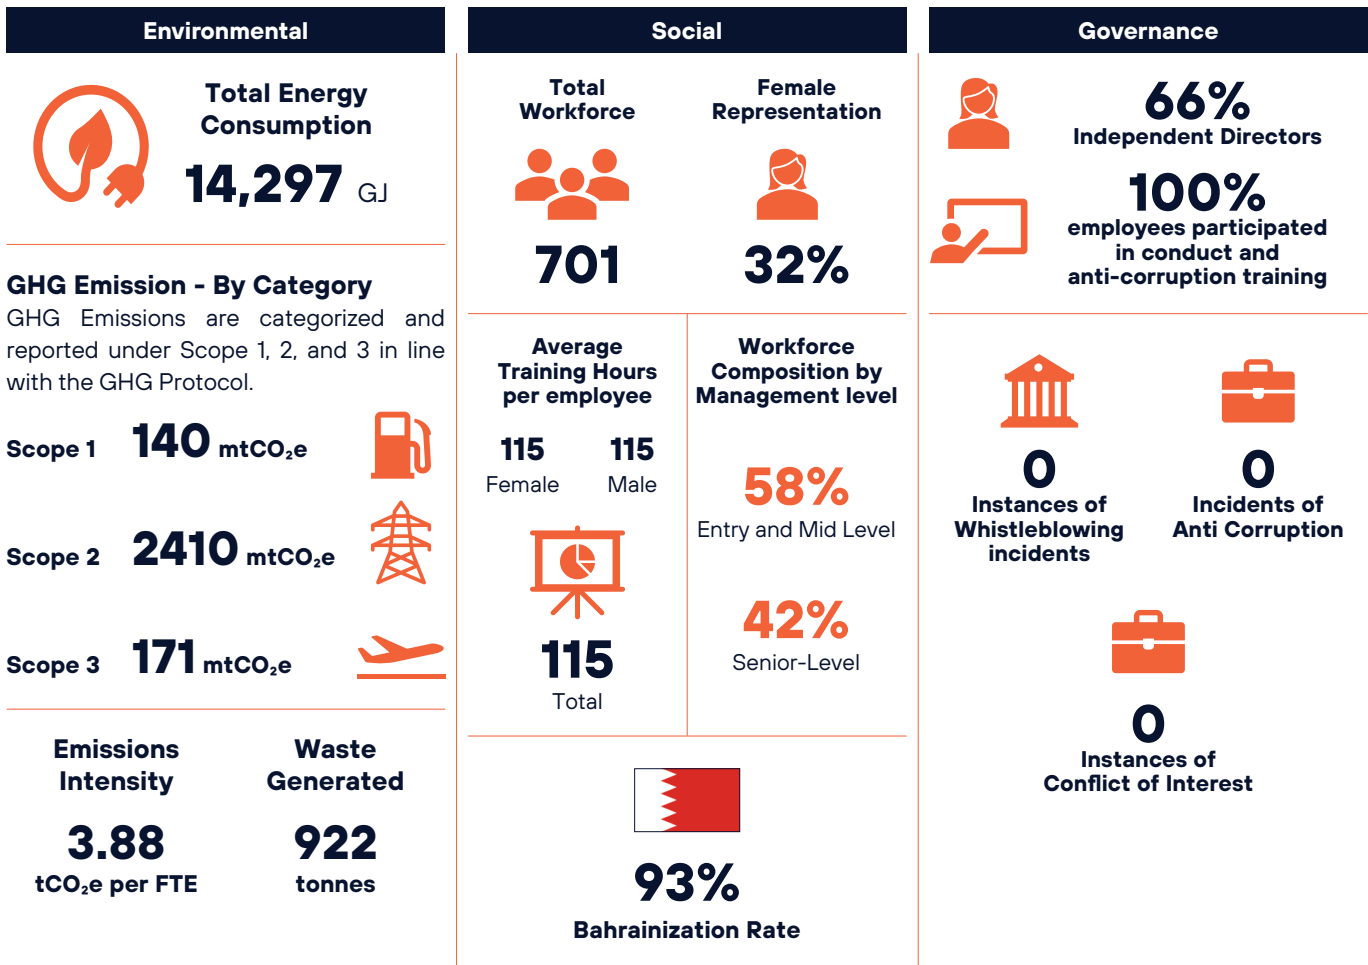 Environmental
Total Energy
Consumption
14,297 GJ
GHG Emission - By Category
GHG Emissions are categorized and
reported under Scope 1, 2, and 3 in line
with the GHG Protocol.
Scope 1 140 mtCO₂e
Scope 2 2410 mtCO₂e
Scope 3 171 mtCO₂e
Emissions
Intensity
3.88
tCO₂e per FTE
Waste
Generated
922
tonnes
Social
Total
Workforce
701
Female
Representation
32%
Average
Training Hours
per employee
115
Female
115
Male
115
Total
Workforce
Composition by
Management level
58%
Entry and Mid Level
42%
Senior-Level
93%
Bahrainization Rate
Governance
66%
Independent Directors
100%
employees participated
in conduct and
anti-corruption training
0
Instances of
Whistleblowing
incidents
0
Incidents of
Anti Corruption
0
Instances of
Conflict of Interest